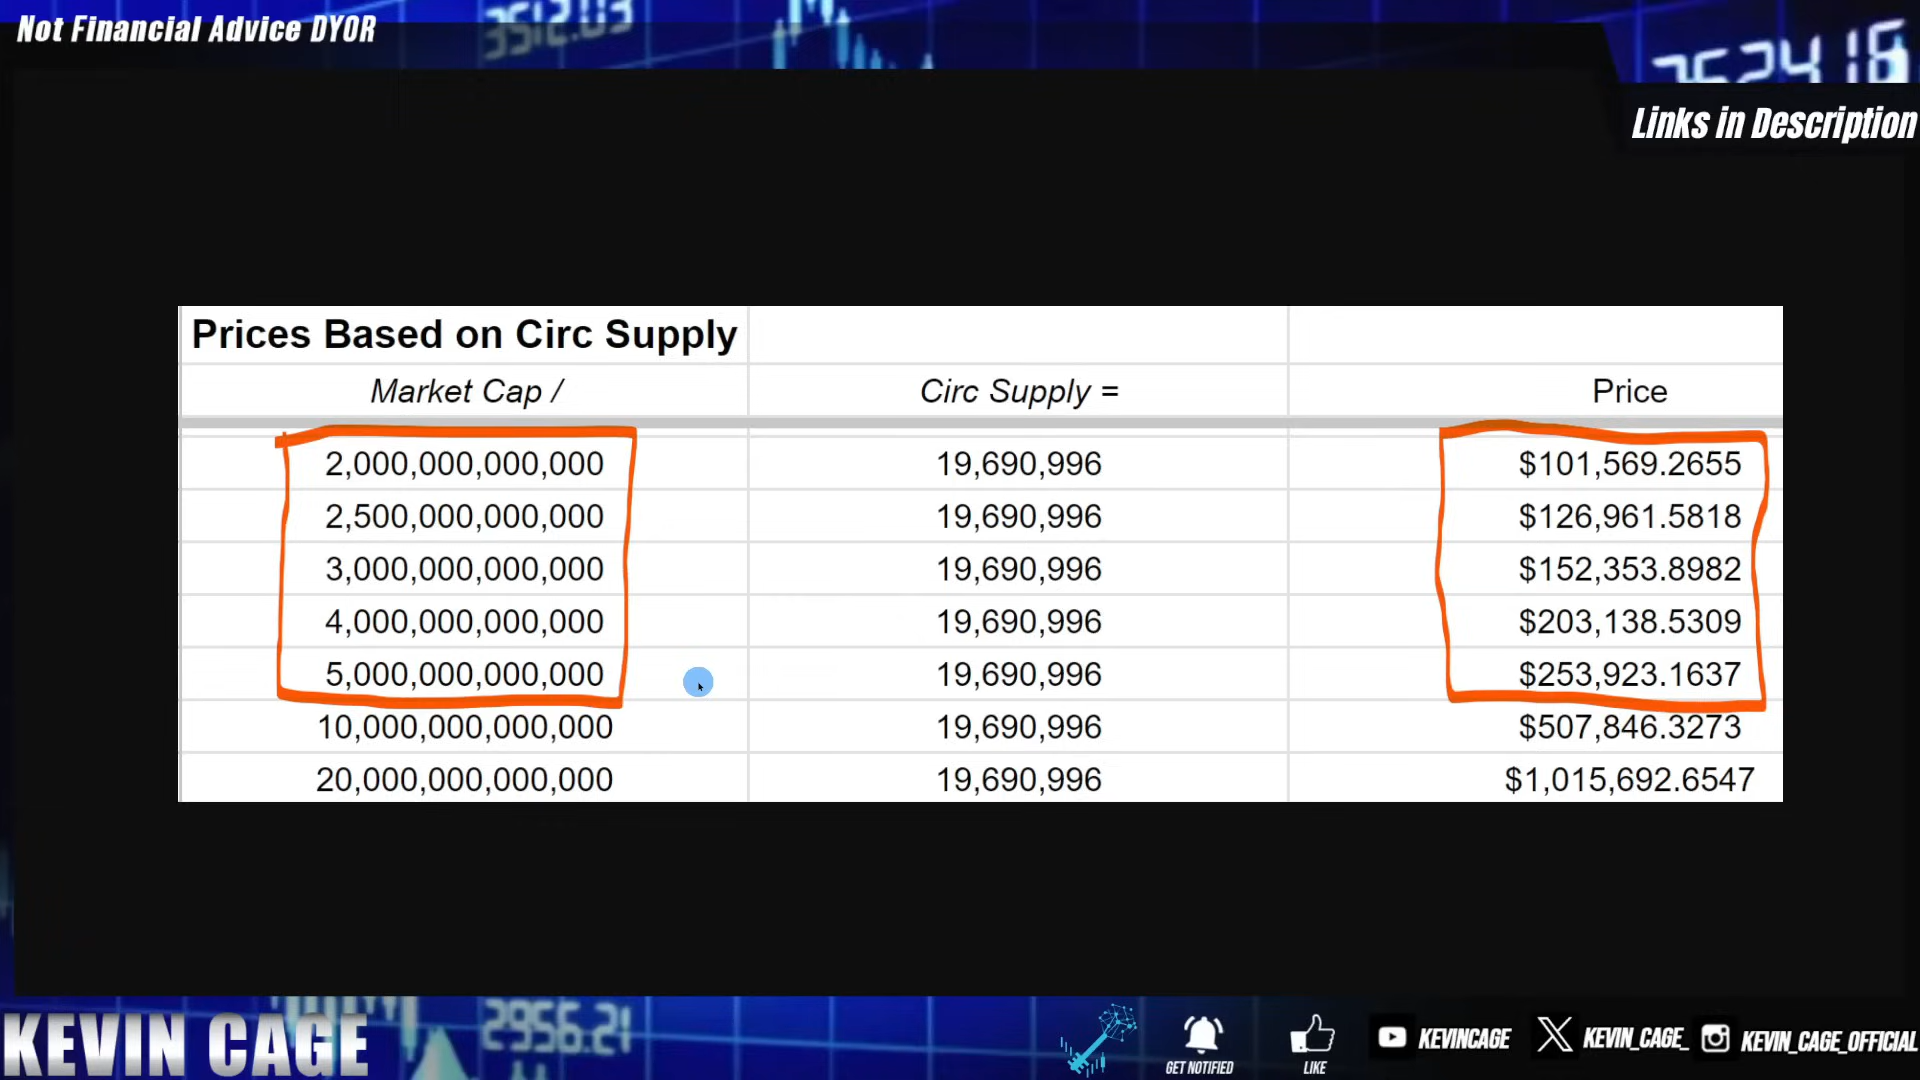 Not Financial Advice DYOR
3512.03
Links in Description
Prices Based on Circ Supply
Market Cap / Circ Supply = Price
2,000,000,000,000 19,690,996 $101,569.2655
2,500,000,000,000 19,690,996 $126,961.5818
3,000,000,000,000 19,690,996 $152,353.8982
4,000,000,000,000 19,690,996 $203,138.5309
5,000,000,000,000 19,690,996 $253,923.1637
10,000,000,000,000 19,690,996 $507,846.3273
20,000,000,000,000 19,690,996 $1,015,692.6547
2956.21
KEVIN CAGE
GET NOTIFIED
LIKE
KEVINCAGE
KEVIN_CAGE_
KEVIN_CAGE_OFFICIAL